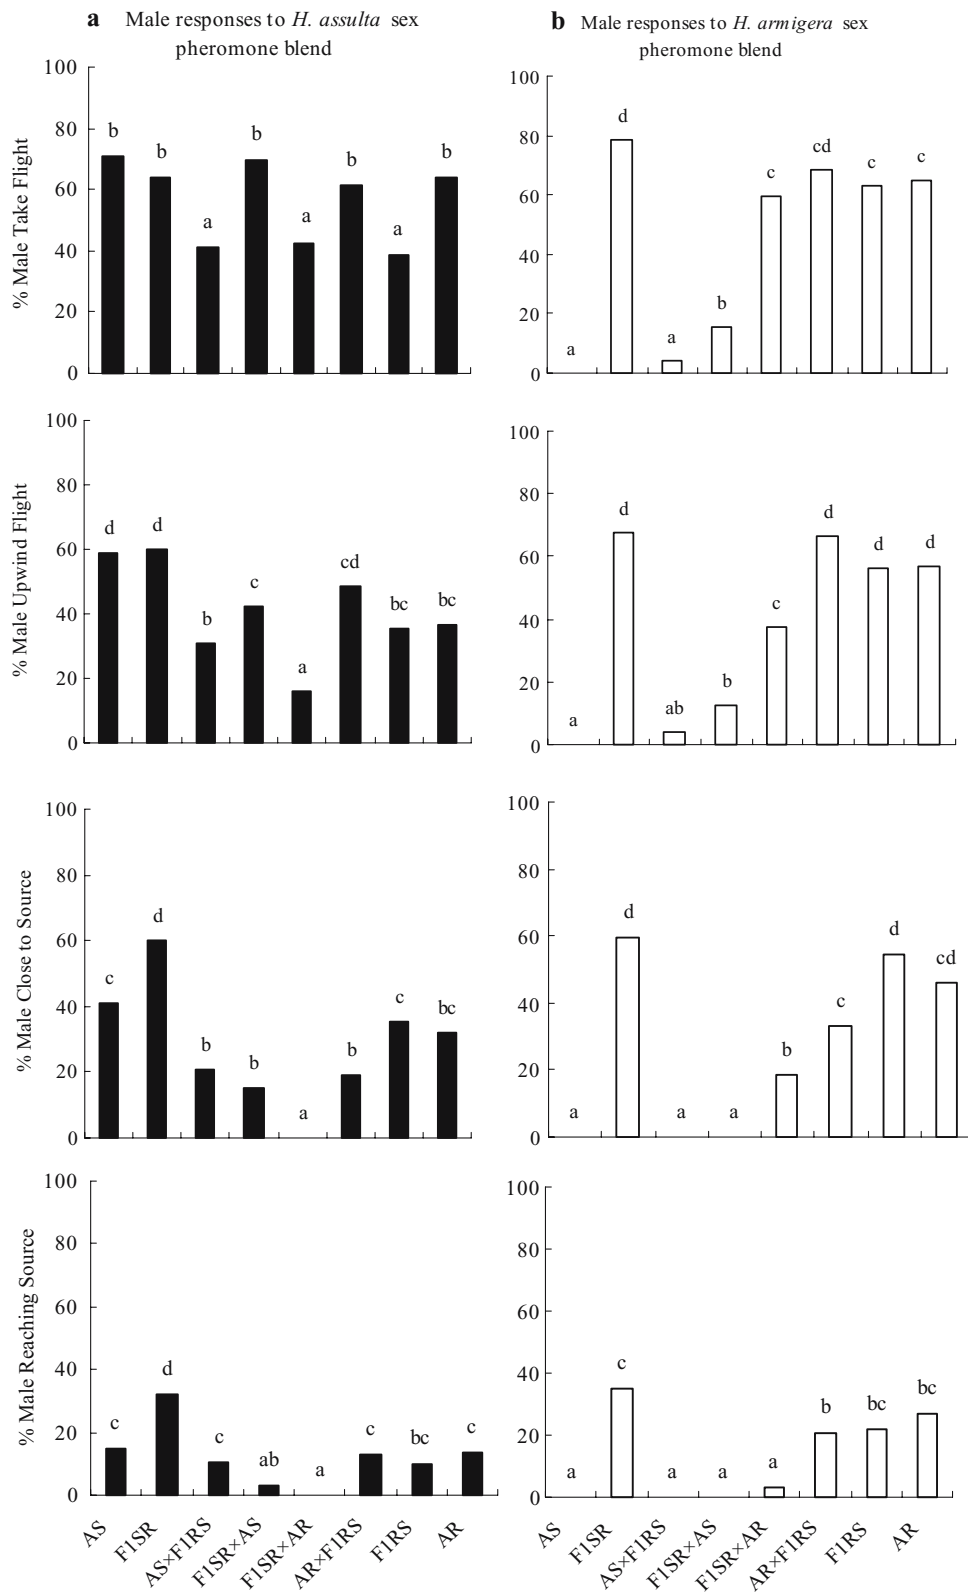 a Male responses to H. assulta sex
pheromone blend
b Male responses to H. armigera sex
pheromone blend
% Male Take Flight
100
80
60
40
20
0
b
b
a
b
a
b
a
b
100
80
60
40
20
0
a
d
a
b
c
cd
c
c
% Male Upwind Flight
100
80
60
40
20
0
d
d
b
c
a
cd
bc
bc
100
80
60
40
20
0
a
d
ab
b
c
d
d
d
% Male Close to Source
100
80
60
40
20
0
c
d
b
b
a
b
c
bc
100
80
60
40
20
0
a
d
a
a
b
c
d
cd
% Male Reaching Source
100
80
60
40
20
0
c
d
c
ab
a
c
bc
c
100
80
60
40
20
0
a
c
a
a
a
b
bc
bc
AS
F1SR
AS×F1RS
F1SR×AS
F1SR×AR
AR×F1RS
F1RS
AR
AS
F1SR
AS×F1RS
F1SR×AS
F1SR×AR
AR×F1RS
F1RS
AR